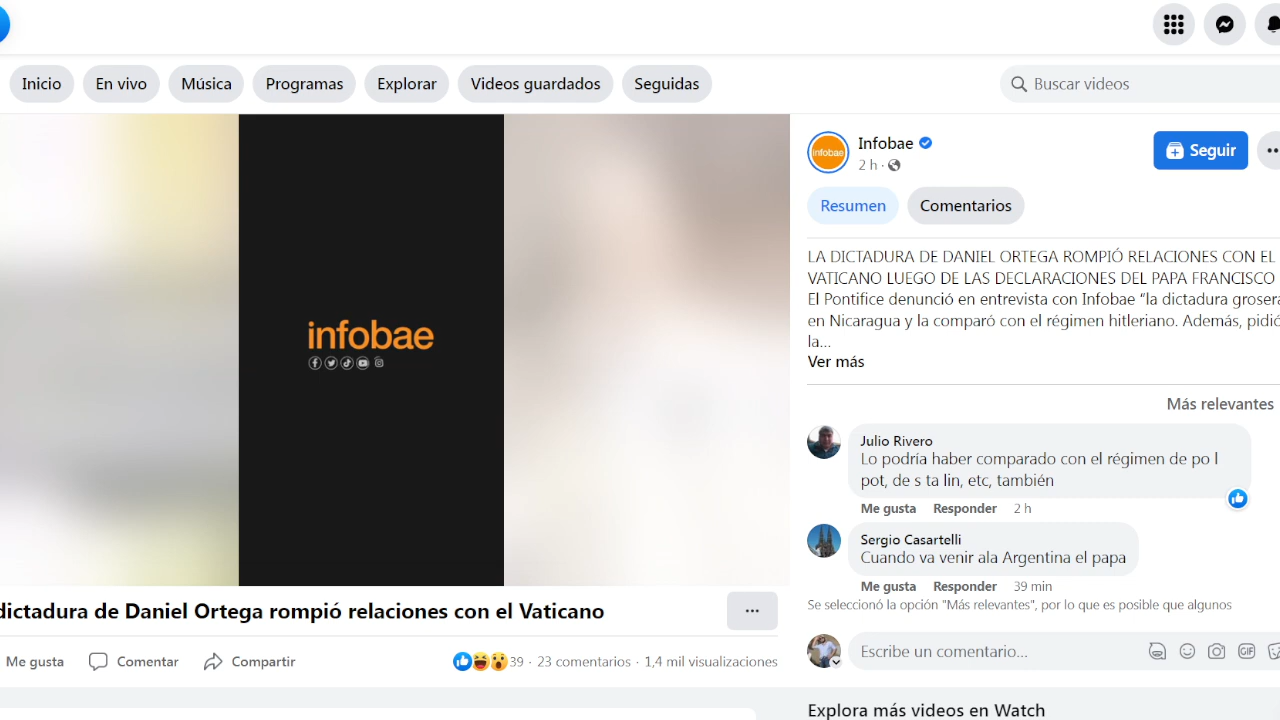 Inicio
En vivo
Música
Programas
Explorar
Videos guardados
Seguidas
Buscar videos
infobae
dictadura de Daniel Ortega rompió relaciones con el Vaticano
Me gusta
Comentar
Compartir
39 · 23 comentarios · 1,4 mil visualizaciones
infobae
Infobae
2 h ·
Seguir
Resumen
Comentarios
LA DICTADURA DE DANIEL ORTEGA ROMPIÓ RELACIONES CON EL
VATICANO LUEGO DE LAS DECLARACIONES DEL PAPA FRANCISCO
El Pontifice denunció en entrevista con Infobae “la dictadura grosera
en Nicaragua y la comparó con el régimen hitleriano. Además, pidió
la...
Ver más
Más relevantes
Julio Rivero
Lo podría haber comparado con el régimen de po l
pot, de s ta lin, etc, también
Me gusta Responder 2 h
Sergio Casartelli
Cuando va venir ala Argentina el papa
Me gusta Responder 39 min
Se seleccionó la opción "Más relevantes", por lo que es posible que algunos
Escribe un comentario...
GIF
Explora más videos en Watch